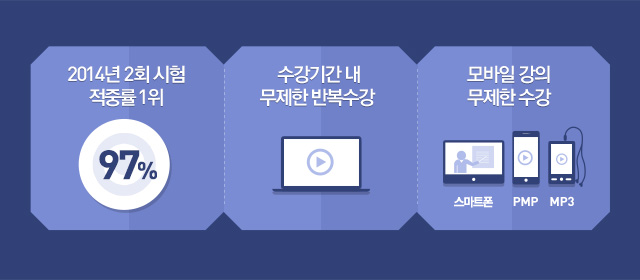 2014년 2회 시험
적중률 1위
97%
수강기간 내
무제한 반복수강
모바일 강의
무제한 수강
스마트폰
PMP
MP3